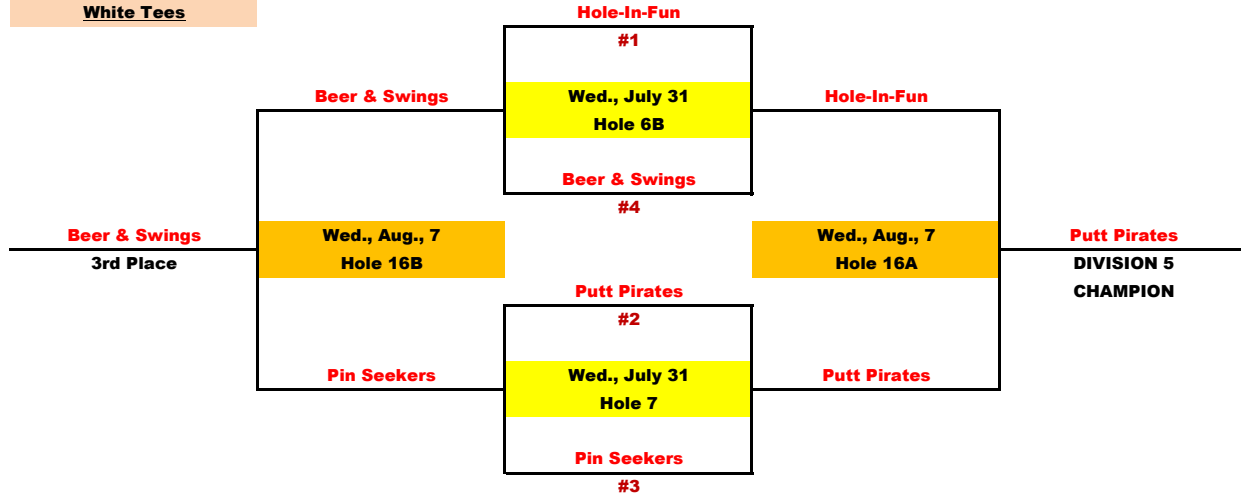 White Tees
Hole-In-Fun
#1
Beer & Swings
Wed., July 31
Hole 6B
Hole-In-Fun
Beer & Swings
#4
Beer & Swings
3rd Place
Wed., Aug., 7
Hole 16B
Wed., Aug., 7
Hole 16A
Putt Pirates
DIVISION 5
CHAMPION
Putt Pirates
#2
Pin Seekers
Wed., July 31
Hole 7
Putt Pirates
Pin Seekers
#3